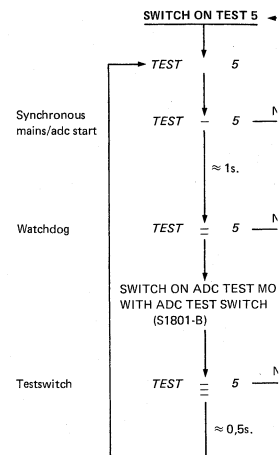 SWITCH ON TEST 5
TEST 5
Synchronous
mains/adc start
TEST – 5 N
≈ 1s.
Watchdog
TEST = 5
SWITCH ON ADC TEST MO
WITH ADC TEST SWITCH
(S1801-B)
Testswitch
TEST ≡ 5 N
≈ 0,5s.